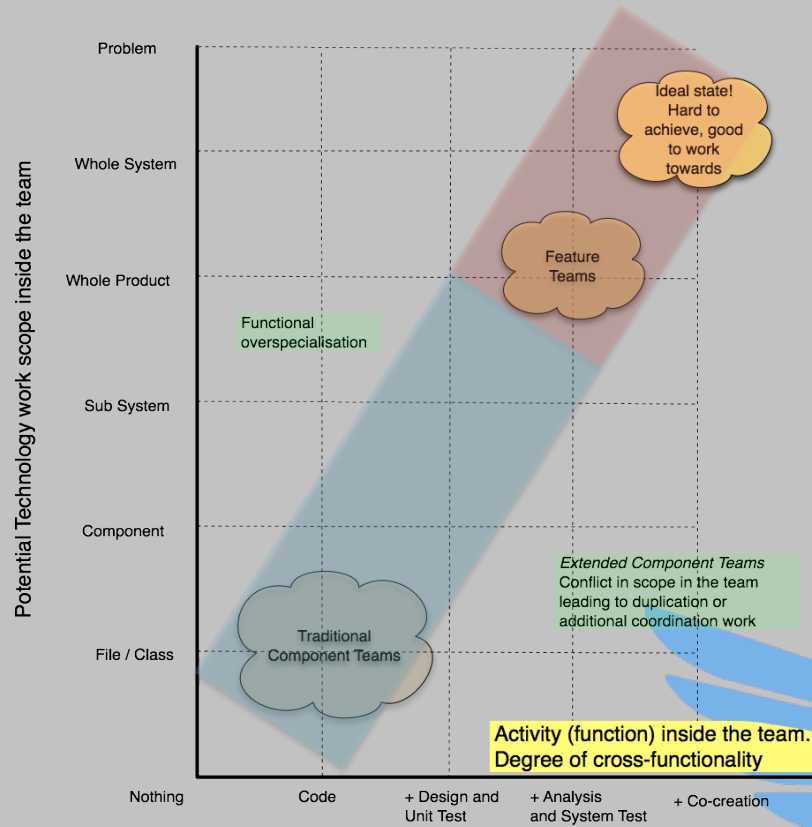 Problem
Ideal state!
Hard to
achieve, good
to work
towards
Whole System
Whole Product
Feature
Teams
Functional
overspecialisation
Sub System
Potential Technology work scope inside the team
Component
Extended Component Teams
Conflict in scope in the team
leading to duplication or
additional coordination work
Traditional
Component Teams
File / Class
Activity (function) inside the team.
Degree of cross-functionality
Nothing
Code
+ Design and
Unit Test
+ Analysis
and System Test
+ Co-creation